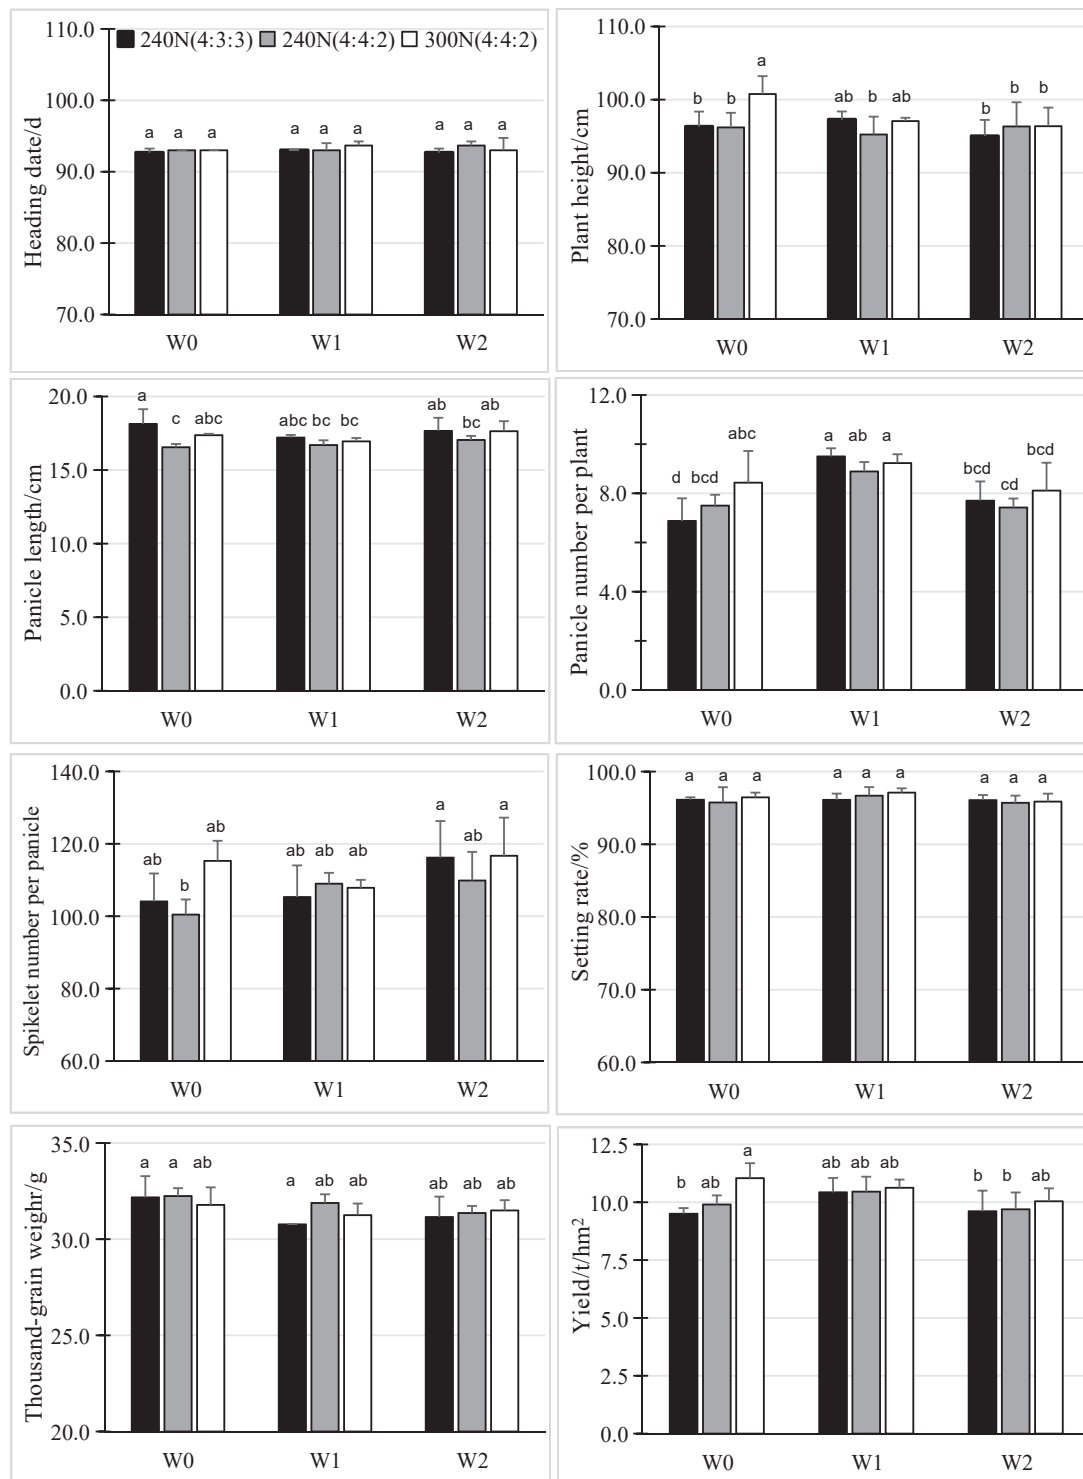 110.0
240N(4:3:3) 240N(4:4:2) 300N(4:4:2)
100.0
a a a a a a a a a
90.0
80.0
70.0
Heading date/d
W0 W1 W2
110.0
a
100.0
b b ab b ab b b b
90.0
80.0
70.0
Plant height/cm
W0 W1 W2
20.0
a c abc abc bc bc ab bc ab
15.0
10.0
5.0
0.0
Panicle length/cm
W0 W1 W2
12.0
d bcd abc a ab a bcd cd bcd
8.0
4.0
0.0
Panicle number per plant
W0 W1 W2
140.0
120.0
ab b ab ab ab ab a ab a
100.0
80.0
60.0
Spikelet number per panicle
W0 W1 W2
100.0
a a a a a a a a a
90.0
80.0
70.0
60.0
Setting rate/%
W0 W1 W2
35.0
a a ab a ab ab ab ab ab
30.0
25.0
20.0
Thousand-grain weighr/g
W0 W1 W2
12.5
b ab a ab ab ab b b ab
10.0
7.5
5.0
2.5
0.0
Yield/t/hm²
W0 W1 W2